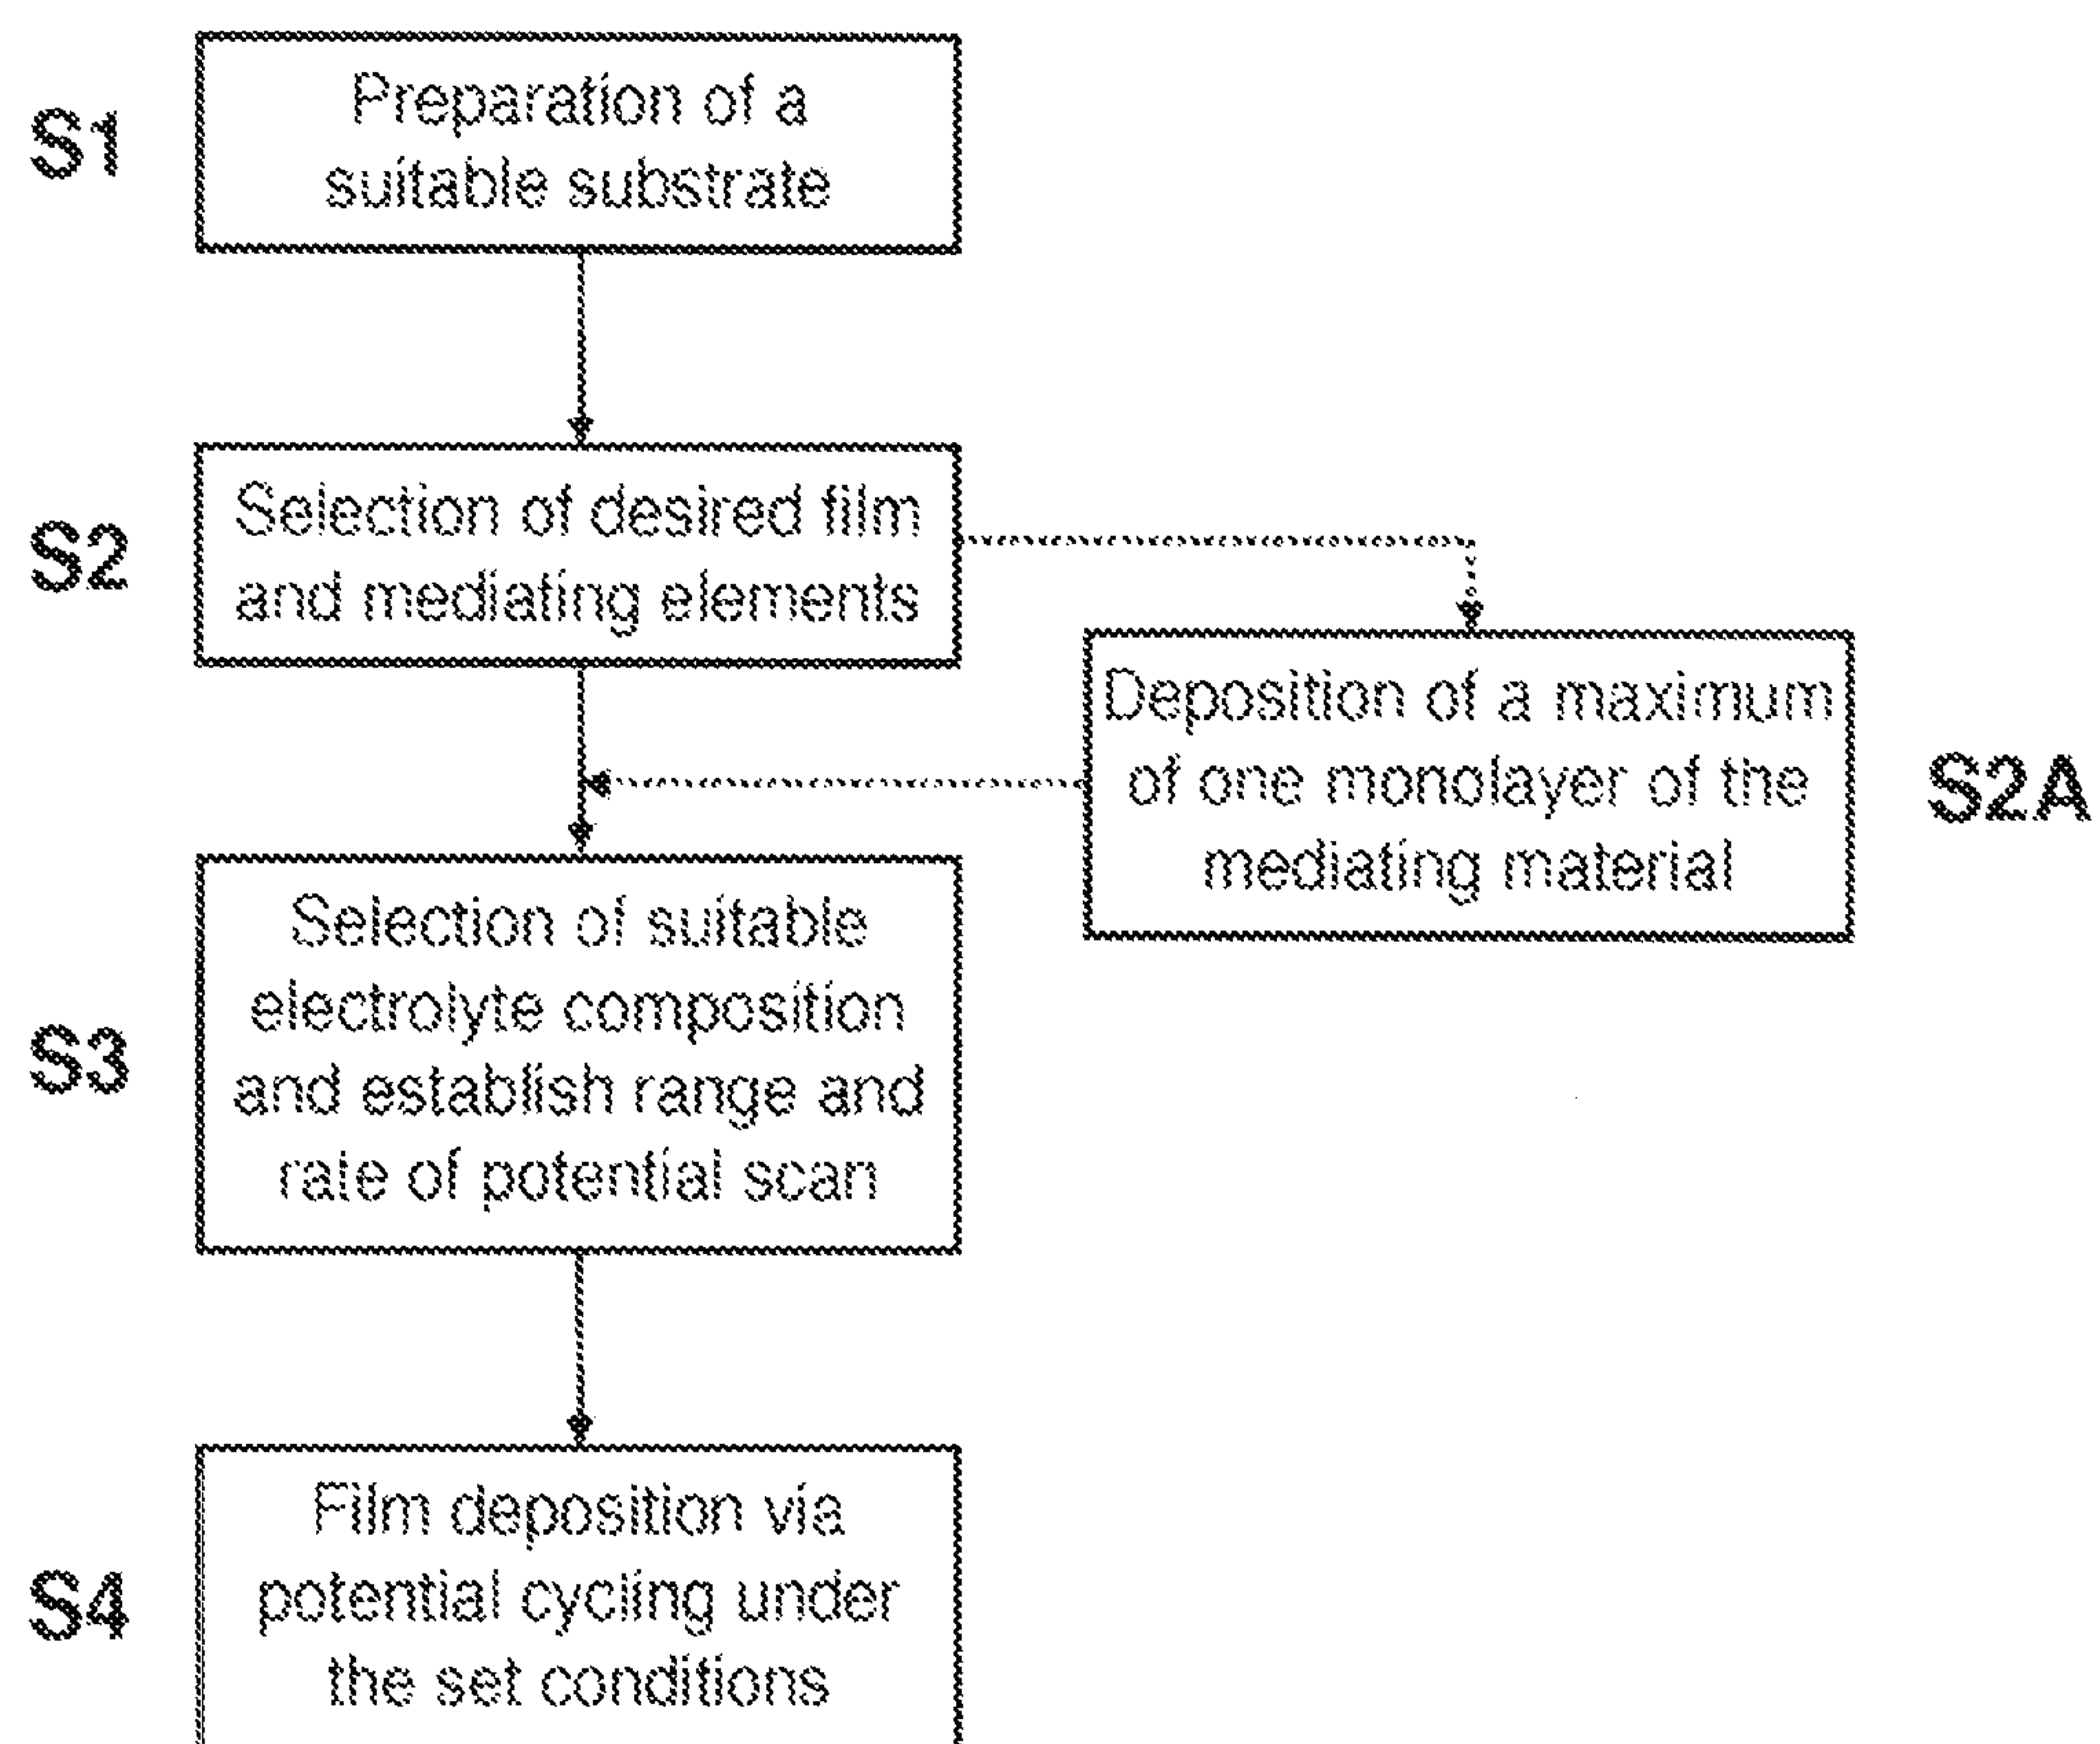 S1
Preparation of a
suitable substrate
S2
Selection of desired film
and mediating elements
Deposition of a maximum
of one monolayer of the
mediating material
S2A
S3
Selection of suitable
electrolyte composition
and establish range and
rate of potential scan
S4
Film deposition via
potential cycling under
the set conditions